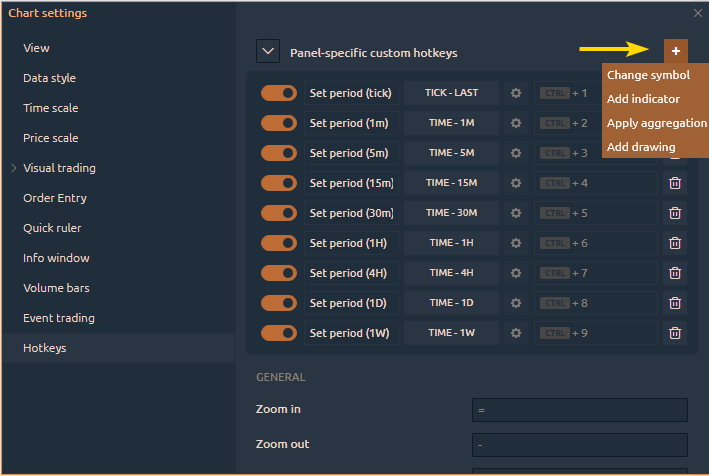 Chart settings
View
Data style
Time scale
Price scale
Visual trading
Order Entry
Quick ruler
Info window
Volume bars
Event trading
Hotkeys
Panel-specific custom hotkeys
+
Change symbol
Add indicator
Apply aggregation
Add drawing
Set period (tick) TICK - LAST CTRL + 1
Set period (1m) TIME - 1M CTRL + 2
Set period (5m) TIME - 5M CTRL + 3
Set period (15m) TIME - 15M CTRL + 4
Set period (30m) TIME - 30M CTRL + 5
Set period (1H) TIME - 1H CTRL + 6
Set period (4H) TIME - 4H CTRL + 7
Set period (1D) TIME - 1D CTRL + 8
Set period (1W) TIME - 1W CTRL + 9
GENERAL
Zoom in =
Zoom out -